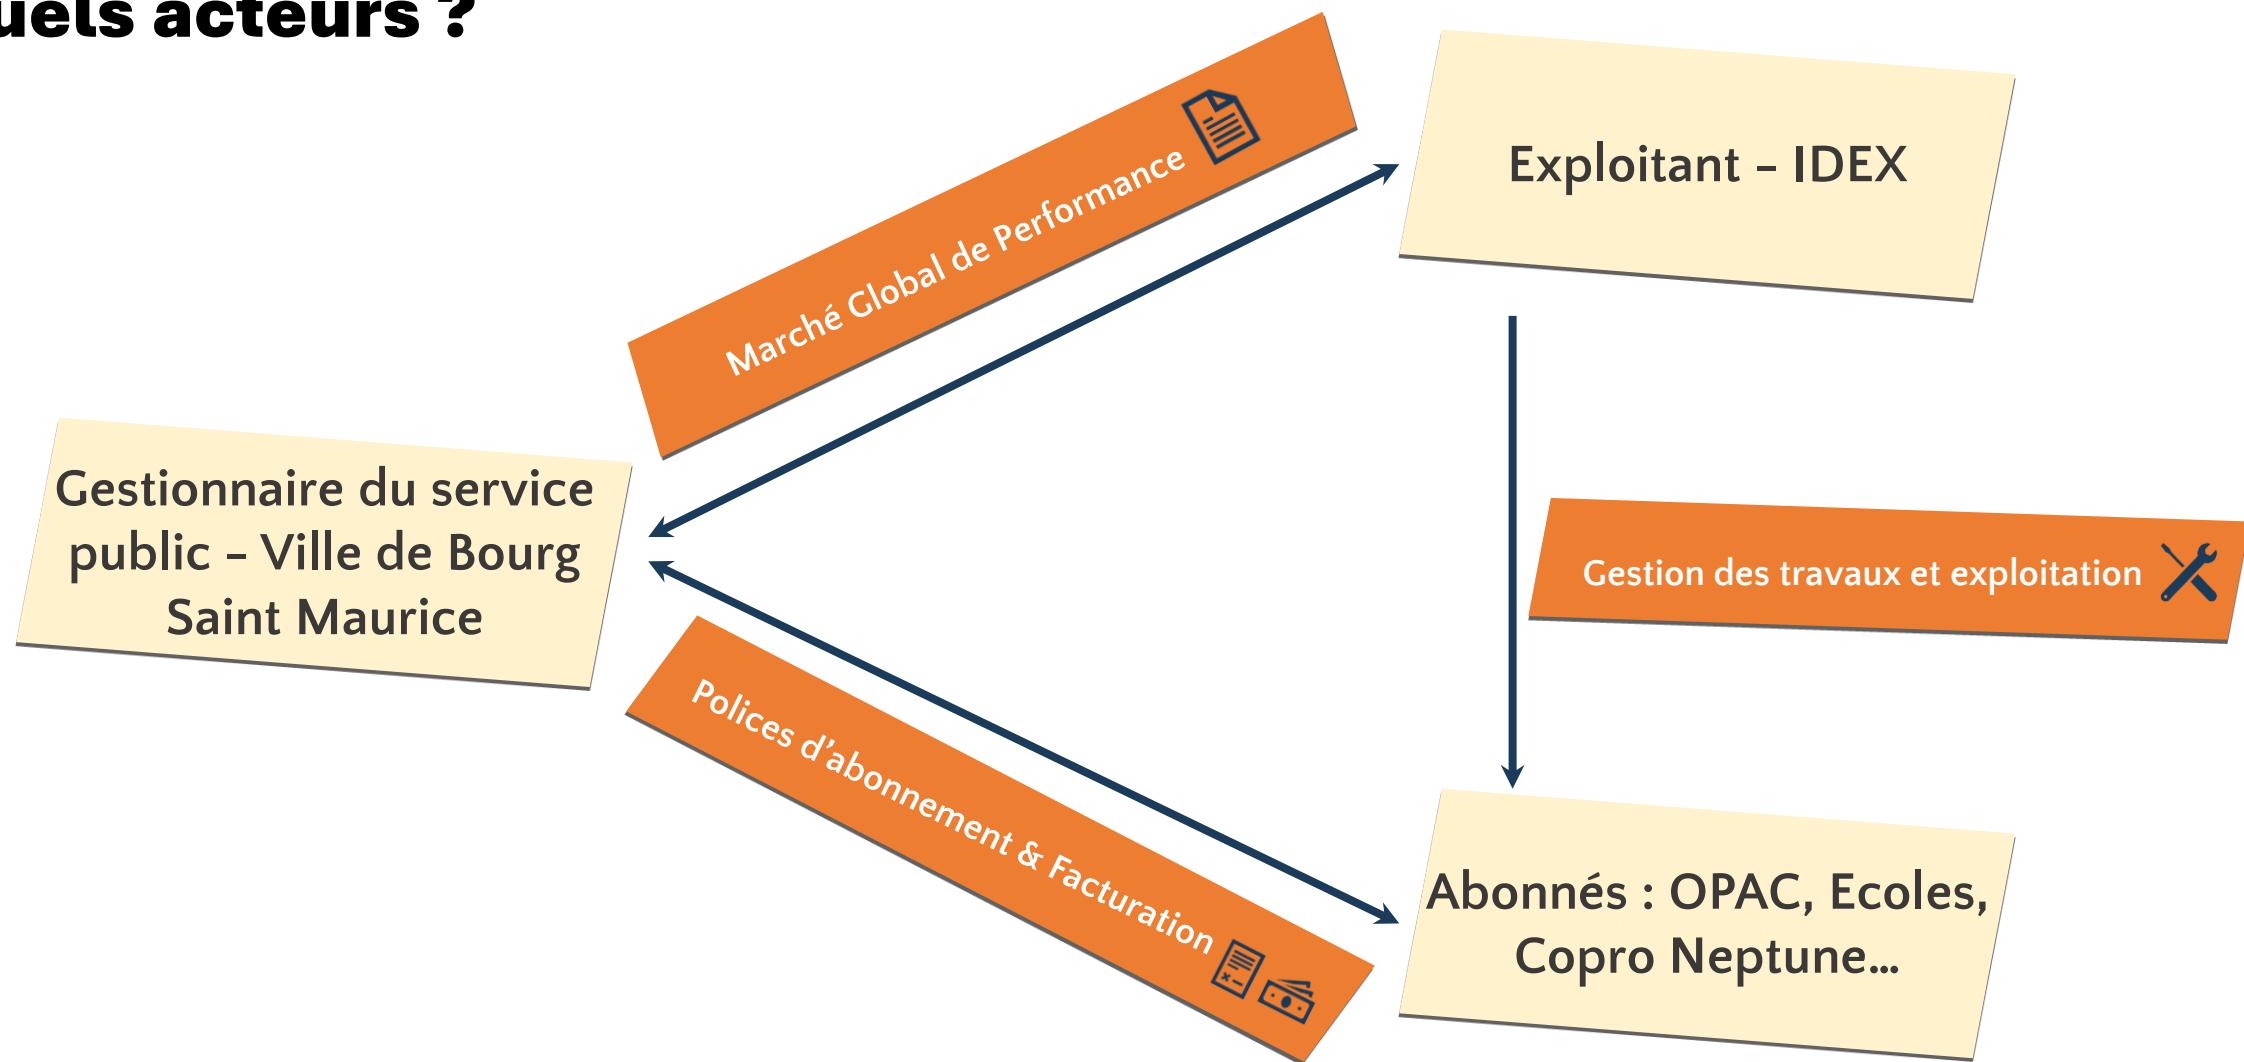 uels acteurs ?
Marché Global de Performance
Exploitant – IDEX
Gestionnaire du service
public – Ville de Bourg
Saint Maurice
Gestion des travaux et exploitation
Polices d’abonnement & Facturation
Abonnés : OPAC, Ecoles,
Copro Neptune...